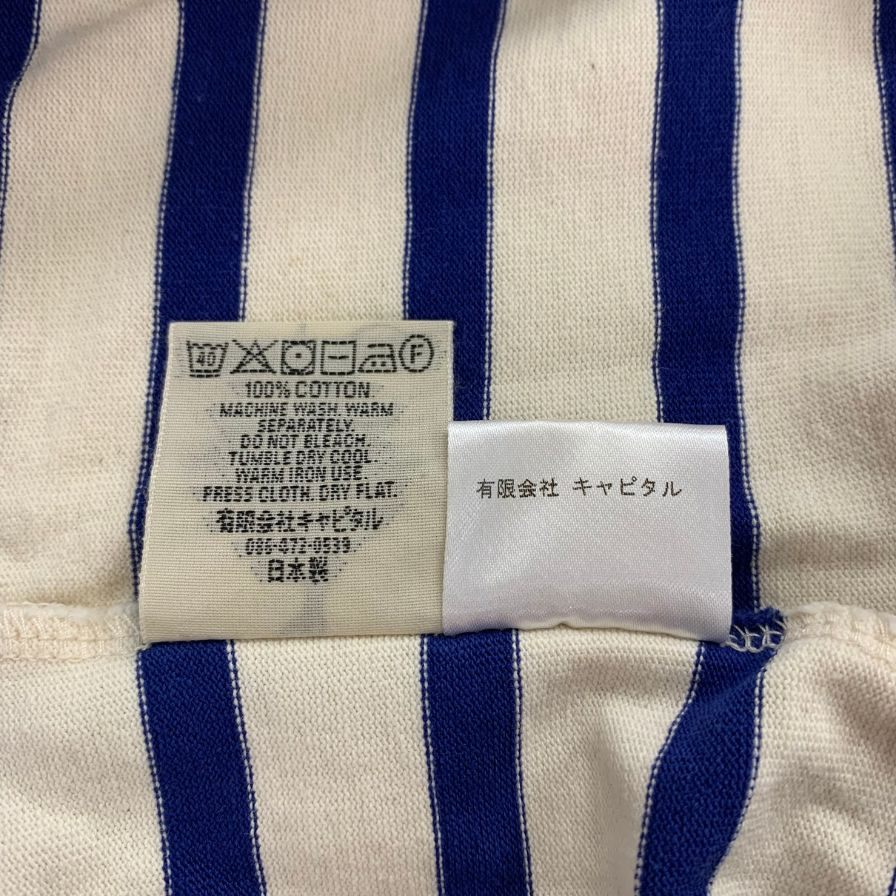 40 F
100% COTTON
MACHINE WASH. WARM
SEPARATELY.
DO NOT BLEACH.
TUMBLE DRY COOL.
WARM IRON USE.
PRESS CLOTH. DRY FLAT.
有限会社キャピタル
086-472-0539
日本製
有限会社 キャピタル